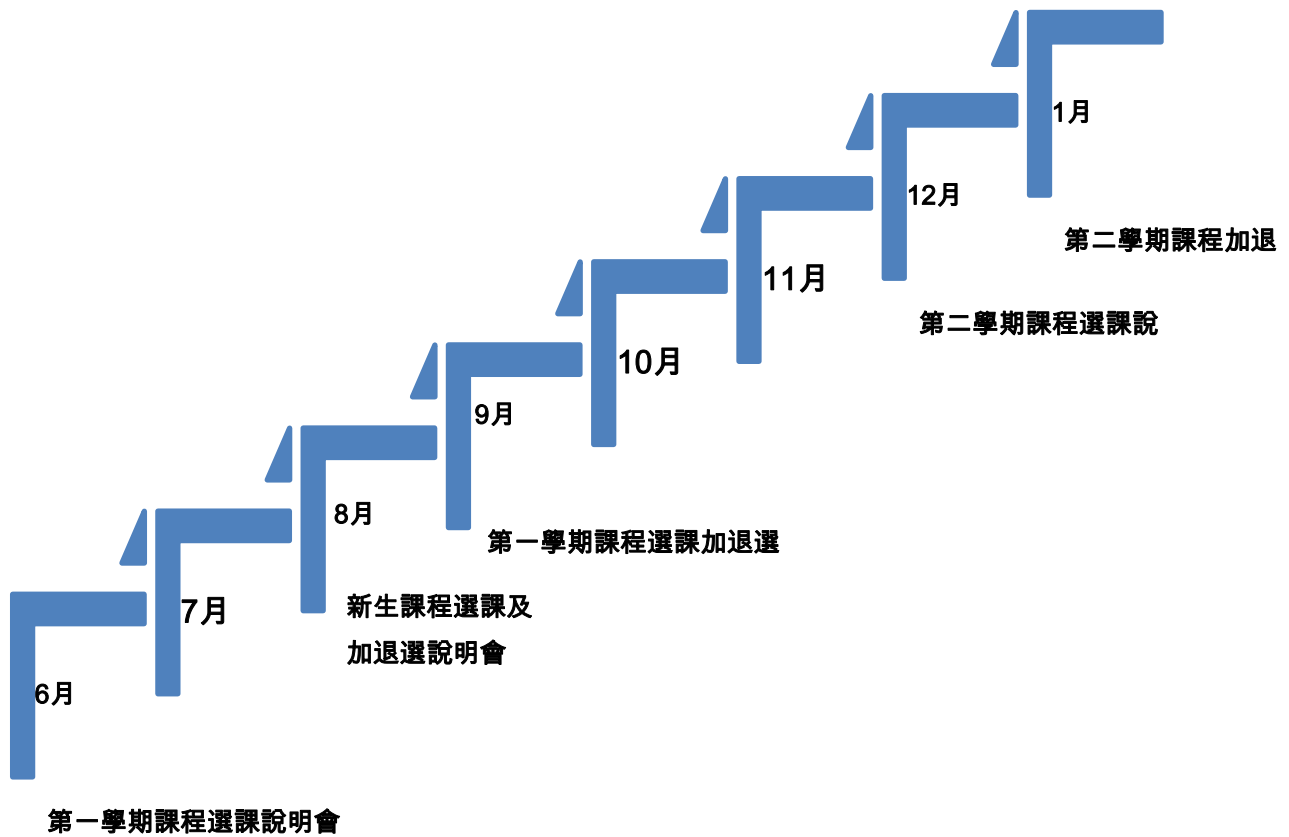 1月
第二學期課程加退
12月
第二學期課程選課說
11月
10月
9月
第一學期課程選課加退選
8月
新生課程選課及
加退選說明會
7月
6月
第一學期課程選課說明會